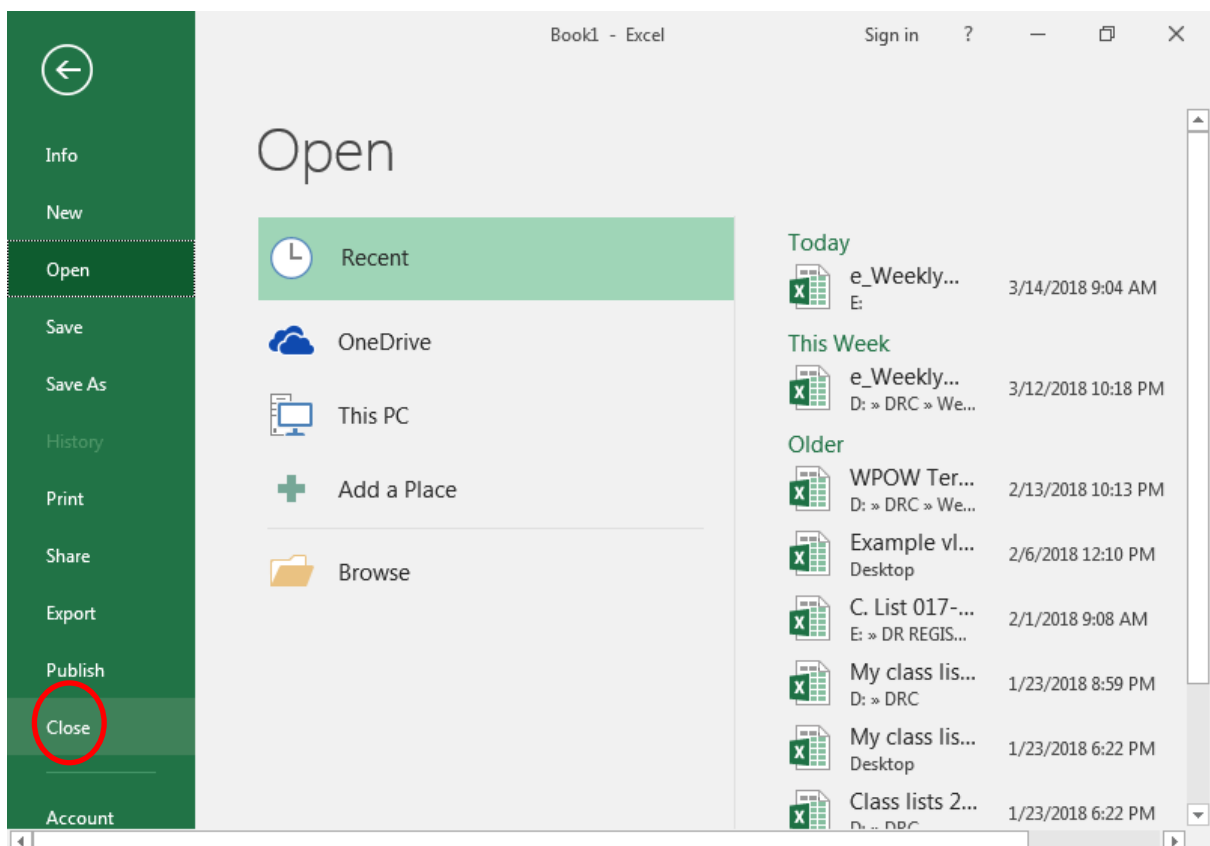 Book1 - Excel
Sign in ?
Info
New
Open
Save
Save As
History
Print
Share
Export
Publish
Close
Account
Open
Recent
OneDrive
This PC
Add a Place
Browse
Today
e_Weekly... 3/14/2018 9:04 AM
E:
This Week
e_Weekly... 3/12/2018 10:18 PM
D: » DRC » We...
Older
WPOW Ter... 2/13/2018 10:13 PM
D: » DRC » We...
Example vl... 2/6/2018 12:10 PM
Desktop
C. List 017-... 2/1/2018 9:08 AM
E: » DR REGIS...
My class lis... 1/23/2018 8:59 PM
D: » DRC
My class lis... 1/23/2018 6:22 PM
Desktop
Class lists 2... 1/23/2018 6:22 PM
D: » DRC